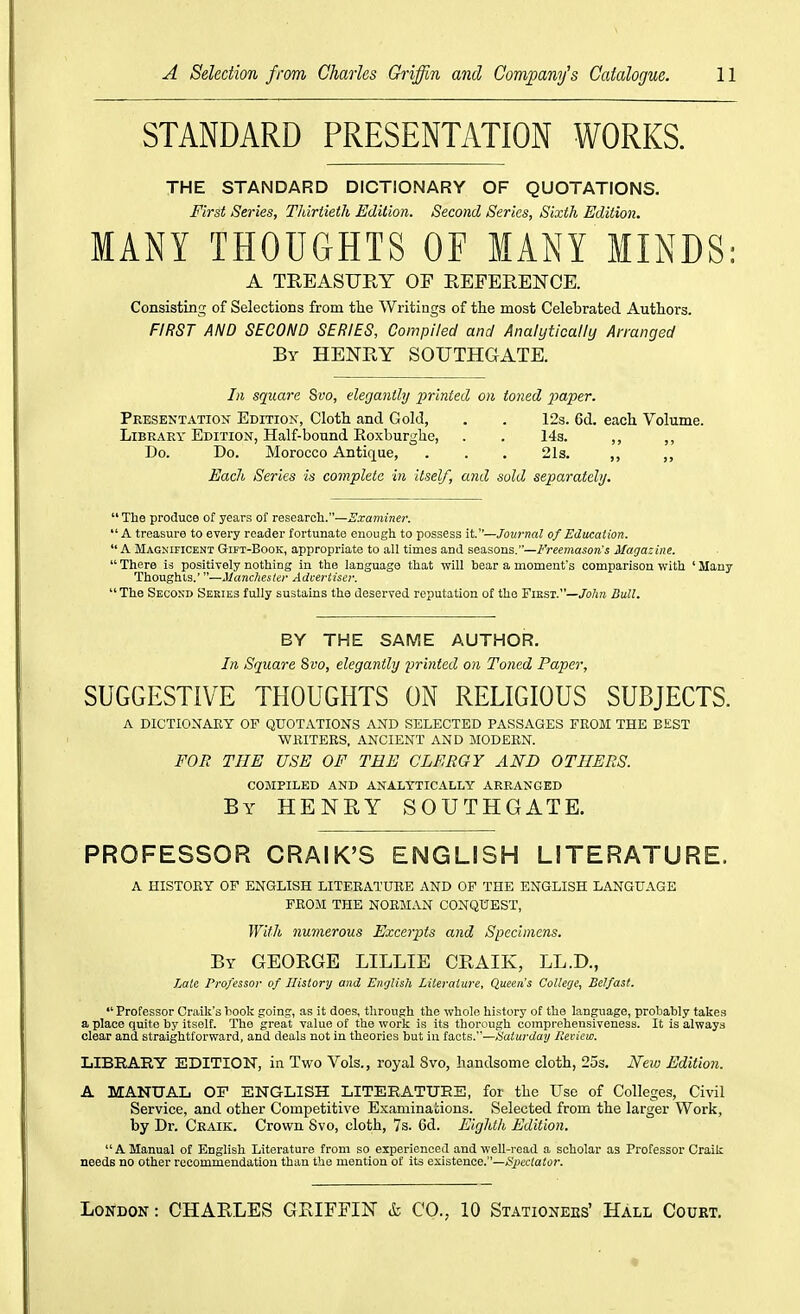 A Selection from Charles Griffin and Company's Catalogue. 11
STANDARD PRESENTATION WORKS.
THE STANDARD DICTIONARY OF QUOTATIONS.
First Series, Thirtieth Edition. Second Series, Sixth Edition.
MANY THOUGHTS OF MANY MINDS:
A TREASURY OF REFERENCE.
Consisting of Selections from the Writings of the most Celebrated Authors.
FIRST AND SECOND SERIES, Compiled and Analytically Arranged
By HENRY SOUTHGATE.
In square 8vo, elegantly printed on toned paper.
Presentation Edition, Cloth and Gold, . . 12s. 6d. each Volume.
Library Edition, Half-bound Roxburghe, . . 14s. ,, ,,
Do. Do. Morocco Antique, . . . 21s. ,, ,,
Each Series is complete in itself, and sold separately.
"The produce of years of research."—Examiner.
"A treasure to every reader fortunate enough to possess it."—Journal of Education.
"A Magnificent Gift-Book, appropriate to all times and seasons."—Freemason's Magazine.
"There is positively nothing in the language that will bear a moment's comparison with 'Many
Thoughts.'"—Manchester Advertiser.
"The Second Series fully sustains the deserved reputation of the First."—John Bull.
BY THE SAME AUTHOR.
In Square 8vo, elegantly printed on Toned Paper,
SUGGESTIVE THOUGHTS ON RELIGIOUS SUBJECTS.
A DICTIONARY OF QUOTATIONS AND SELECTED PASSAGES FROM THE BEST
WRITERS, ANCIENT AND MODERN.
FOR THE USE OF THE CLERGY AND OTHERS.
COMPILED AND ANALYTICALLY ARRANGED
By HENRY SOUTHGATE.
PROFESSOR CRAIK'S ENGLISH LITERATURE.
A HISTORY OF ENGLISH LITERATURE AND OF THE ENGLISH LANGUAGE
FROM THE NORMAN CONQUEST,
With numerous Excerpts and Specimens.
By GEORGE LILLIE CRAIK, LL.D.,
Late Professor of History and English Literature, Queen's College, Belfast.
"Professor Craik's book going, as it does, through the whole history of the language, probably takes
a place quite by itself. The great value of the work is its thorough comprehensiveness. It is always
clear and straightforward, and deals not in theories but in facts."—Saturday Review.
LIBRARY EDITION, in Two Vols., royal 8vo, handsome cloth, 25s. New Edition.
A MANUAL OF ENGLISH LITERATURE, for the Use of Colleges, Civil
Service, and other Competitive Examinations. Selected from the larger Work,
by Dr. Craik. Crown 8vo, cloth, 7s. 6d. Eighth Edition.
"A Manual of English Literature from so experienced and well-read a scholar as Professor Craik
needs no other recommendation than the mention of its existence."—Spectator.
London: CHARLES GRIFFIN & CO., 10 Stationers' Hall Court.